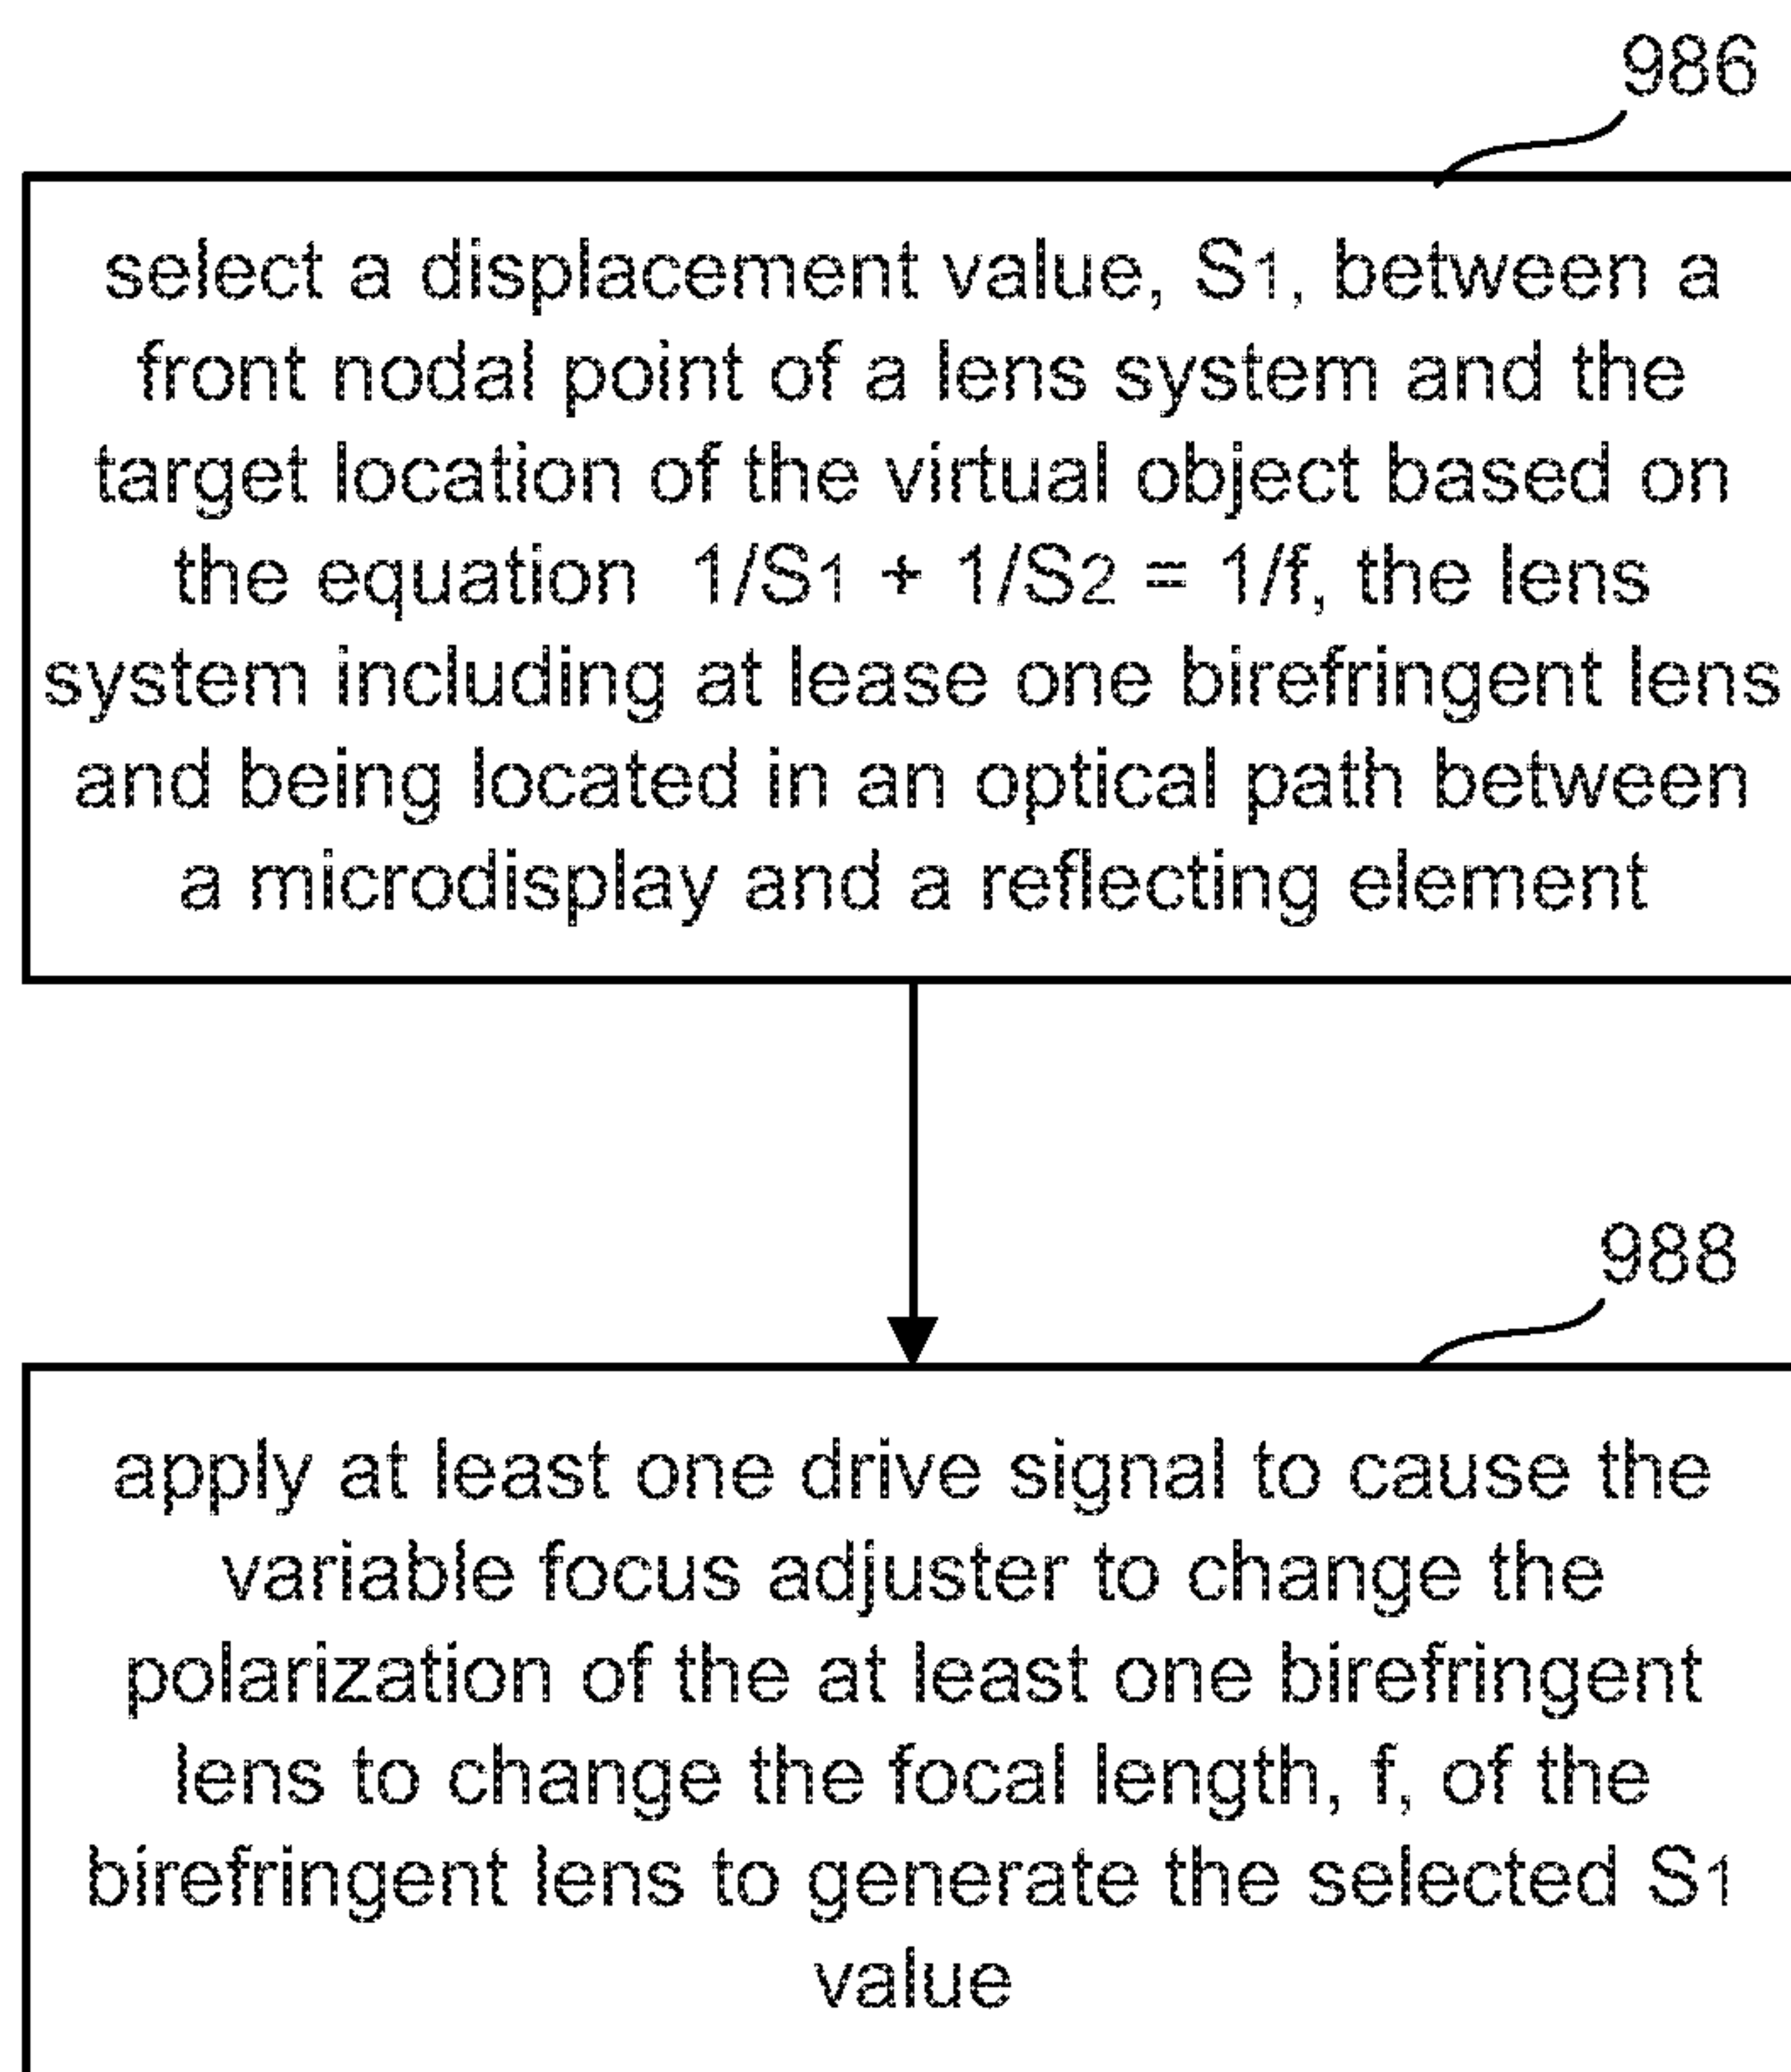 986
select a displacement value, S1, between a
front nodal point of a lens system and the
target location of the virtual object based on
the equation 1/S1 + 1/S2 = 1/f, the lens
system including at lease one birefringent lens
and being located in an optical path between
a microdisplay and a reflecting element
988
apply at least one drive signal to cause the
variable focus adjuster to change the
polarization of the at least one birefringent
lens to change the focal length, f, of the
birefringent lens to generate the selected S1
value